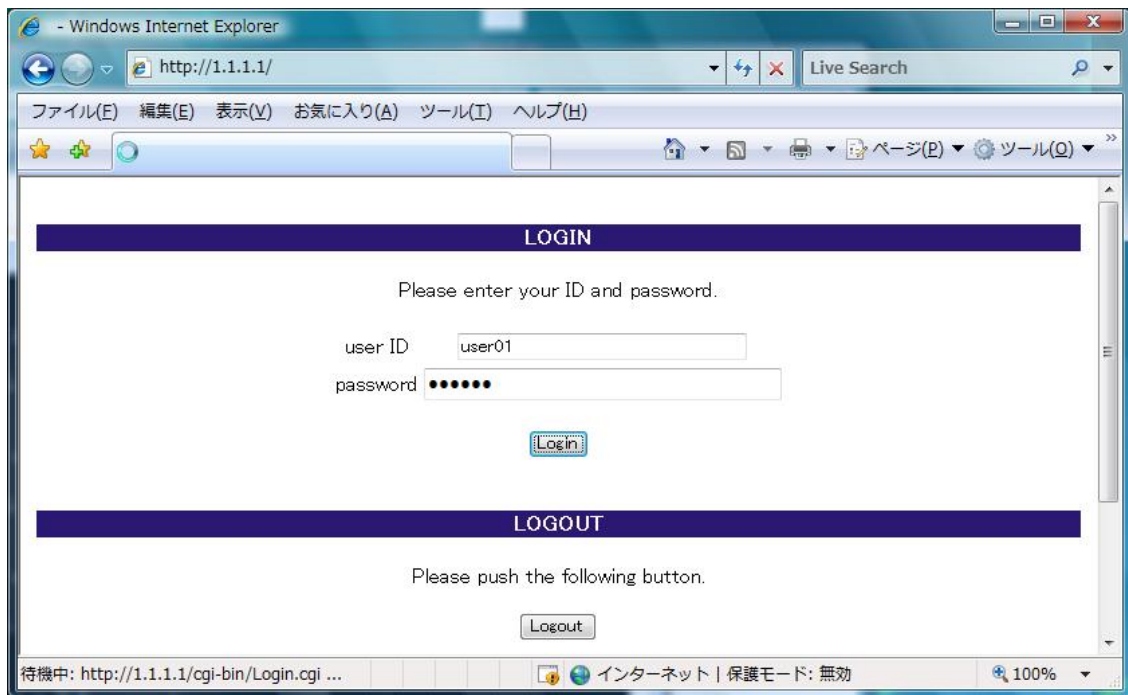 - Windows Internet Explorer
http://1.1.1.1/
Live Search
ファイル(F) 編集(E) 表示(V) お気に入り(A) ツール(T) ヘルプ(H)
ページ(P) ツール(O) »
LOGIN
Please enter your ID and password.
user ID user01
password ••••••
Login
LOGOUT
Please push the following button.
Logout
待機中: http://1.1.1.1/cgi-bin/Login.cgi ... インターネット | 保護モード: 無効 100%